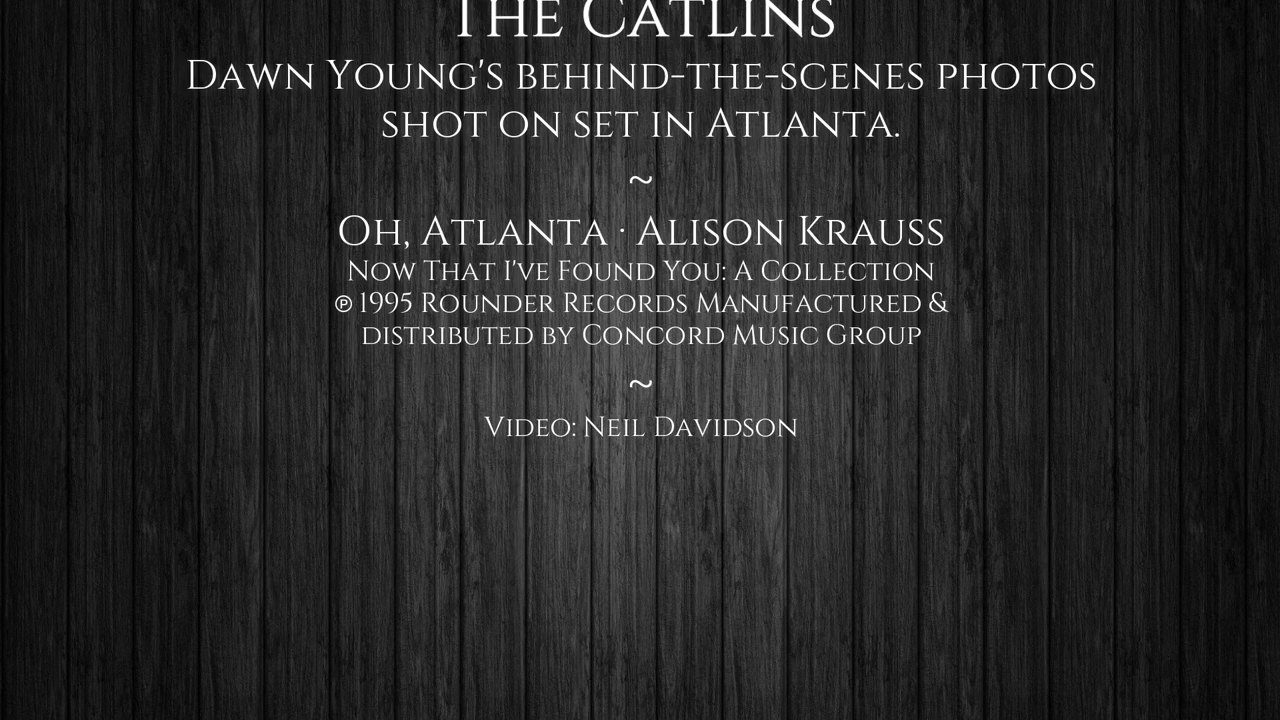 The Catlins
Dawn Young's behind-the-scenes photos
shot on set in Atlanta.
~
Oh, Atlanta · Alison Krauss
Now That I've Found You: A Collection
℗ 1995 Rounder Records Manufactured &
distributed by Concord Music Group
~
Video: Neil Davidson